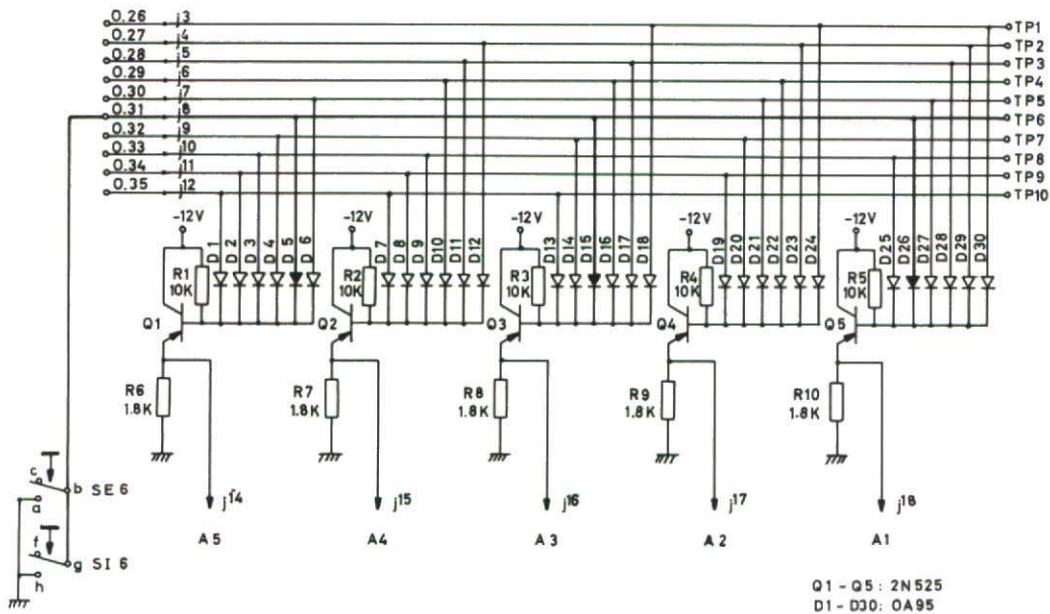 0.26 j3 TP1
0.27 j4 TP2
0.28 j5 TP3
0.29 j6 TP4
0.30 j7 TP5
0.31 8 TP6
0.32 9 TP7
0.33 10 TP8
0.34 j11 TP9
0.35 j12 TP10
-12V -12V -12V -12V -12V
D1 D2 D3 D4 D5 D6 D7 D8 D9 D10 D11 D12 D13 D14 D15 D16 D17 D18 D19 D20 D21 D22 D23 D24 D25 D26 D27 D28 D29 D30
R1 R2 R3 R4 R5
10K 10K 10K 10K 10K
Q1 Q2 Q3 Q4 Q5
R6 R7 R8 R9 R10
1.8K 1.8K 1.8K 1.8K 1.8K
c
b SE 6
a
j14 j15 j16 j17 j18
A5 A4 A3 A2 A1
f
g SI 6
h
Q1 - Q5 : 2N525
D1 - D30: OA95